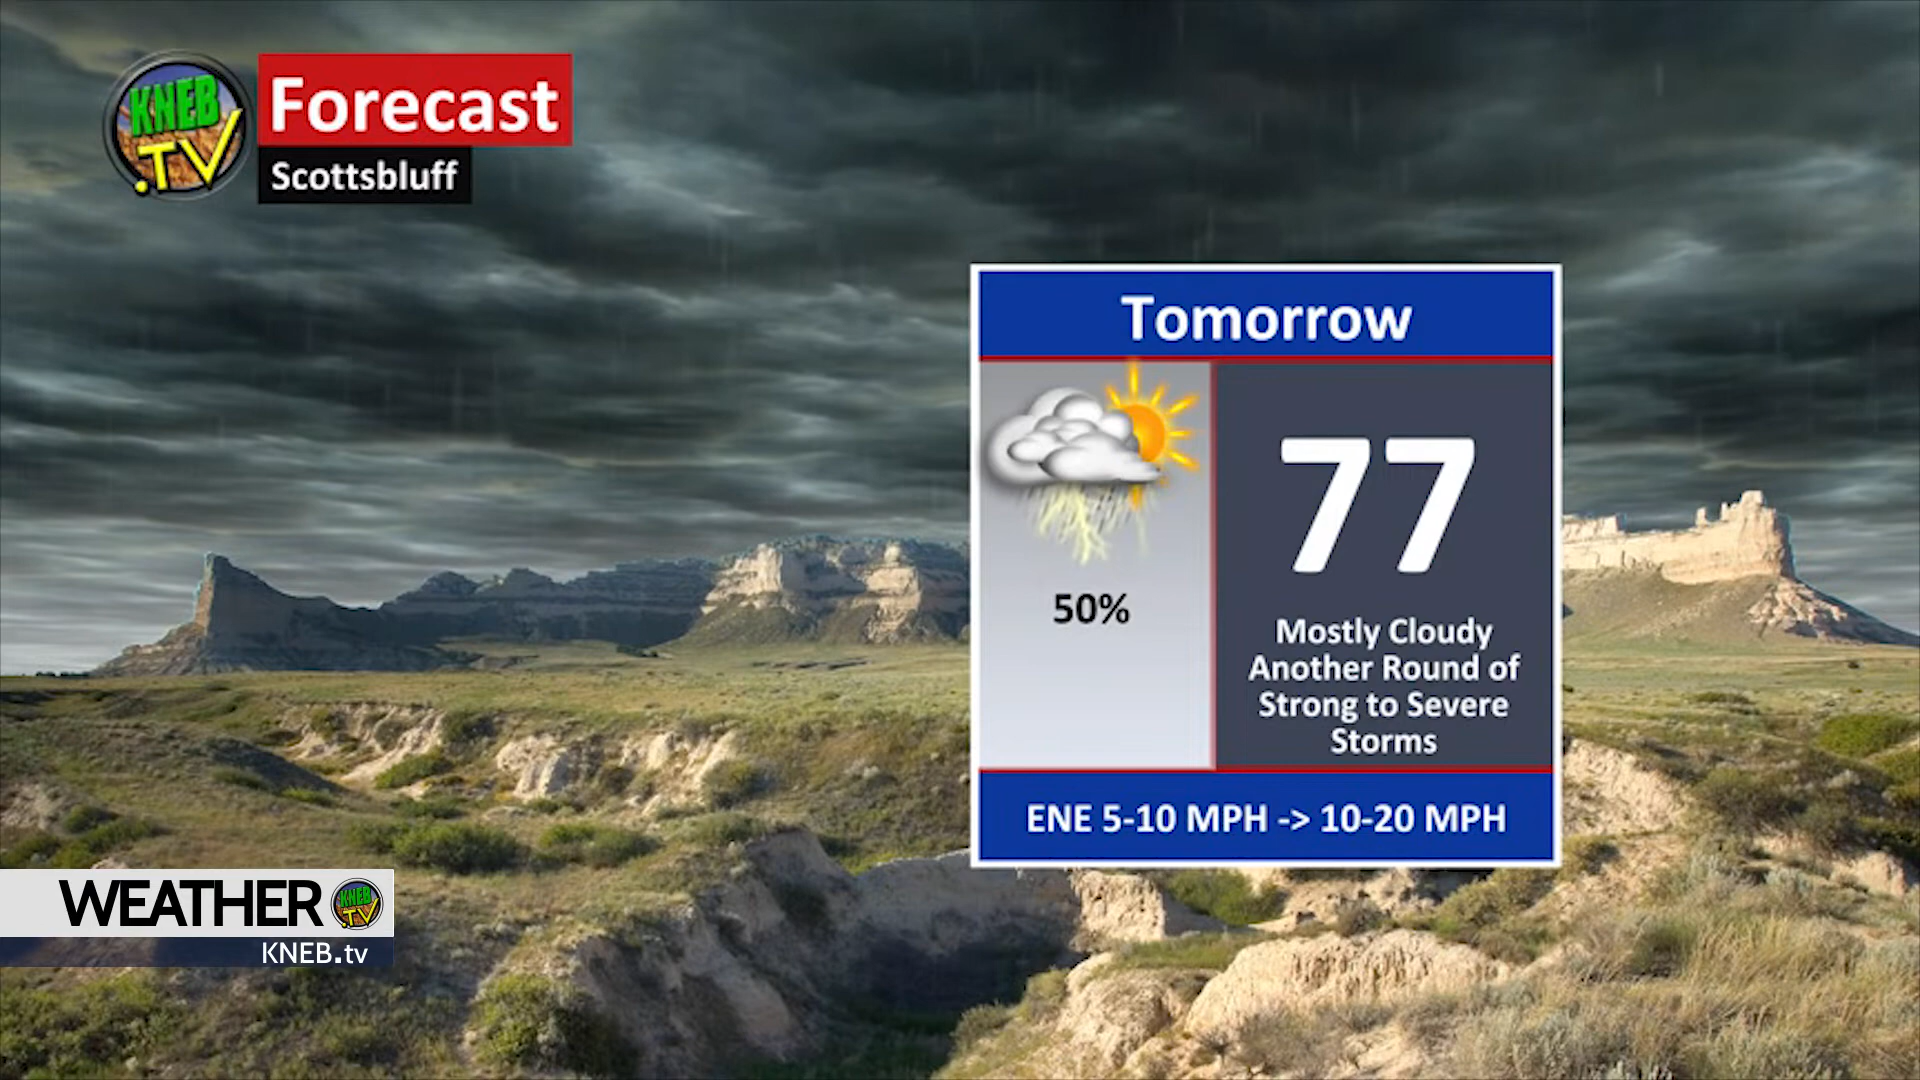 KNEB
.TV
Forecast
Scottsbluff
Tomorrow
50%
77
Mostly Cloudy
Another Round of
Strong to Severe
Storms
ENE 5-10 MPH -> 10-20 MPH
WEATHER
KNEB
.TV
KNEB.tv